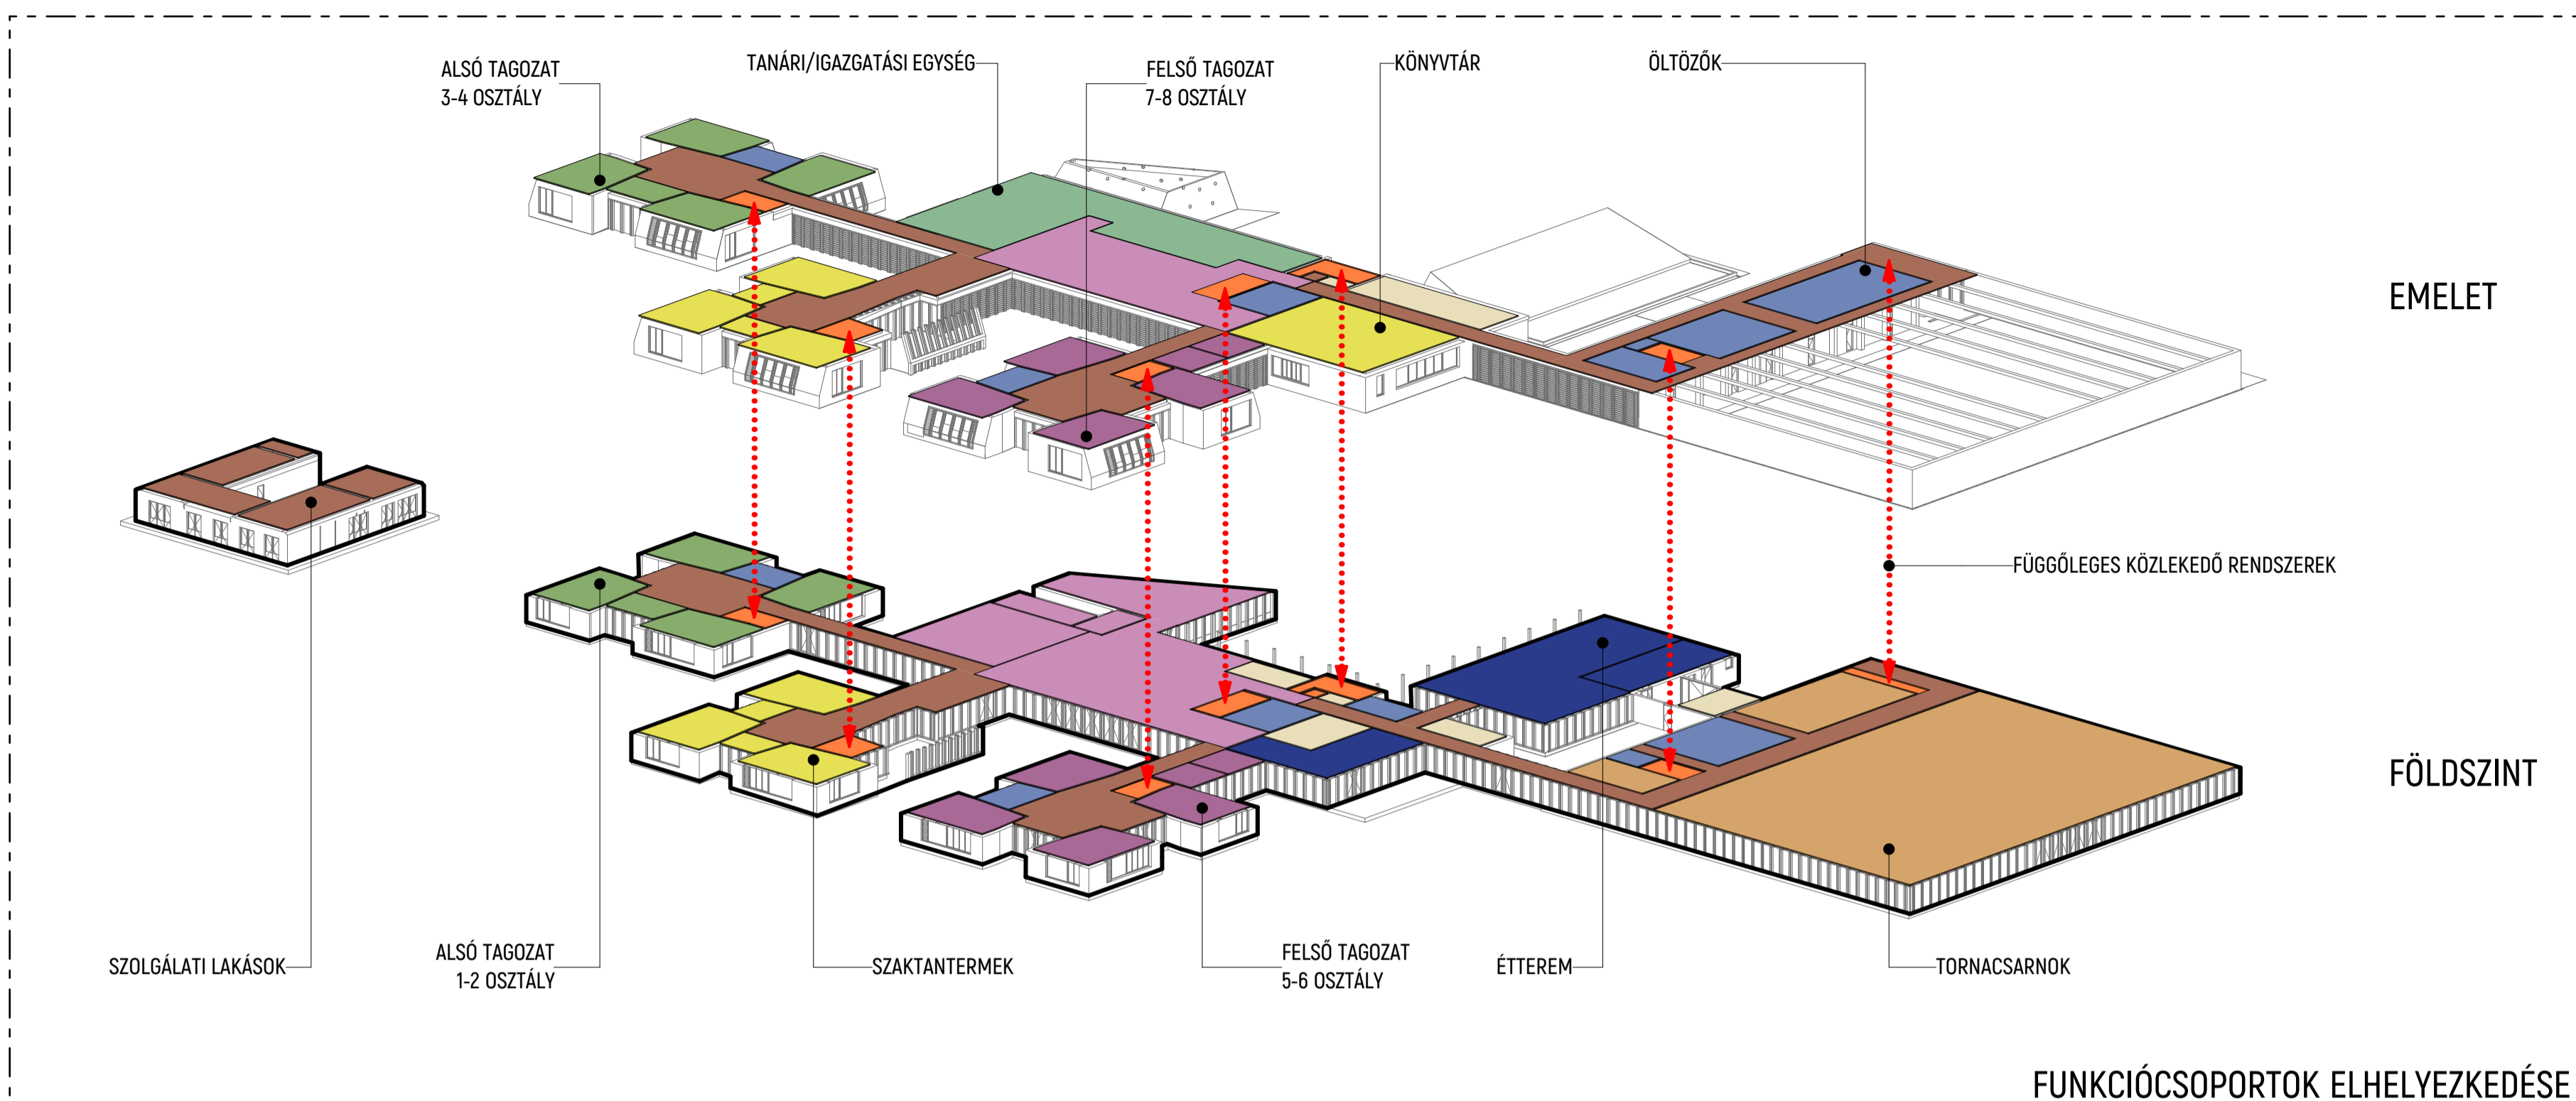 ALSÓ TAGOZAT
3-4 OSZTÁLY
TANÁRI/IGAZGATÁSI EGYSÉG
FELSŐ TAGOZAT
7-8 OSZTÁLY
KÖNYVTÁR
ÖLTÖZŐK
EMELET
FÜGGŐLEGES KÖZLEKEDŐ RENDSZEREK
FÖLDSZINT
SZOLGÁLATI LAKÁSOK
ALSÓ TAGOZAT
1-2 OSZTÁLY
SZAKTANTERMEK
FELSŐ TAGOZAT
5-6 OSZTÁLY
ÉTTEREM
TORNACSARNOK
FUNKCIÓCSOPORTOK ELHELYEZKEDÉSE